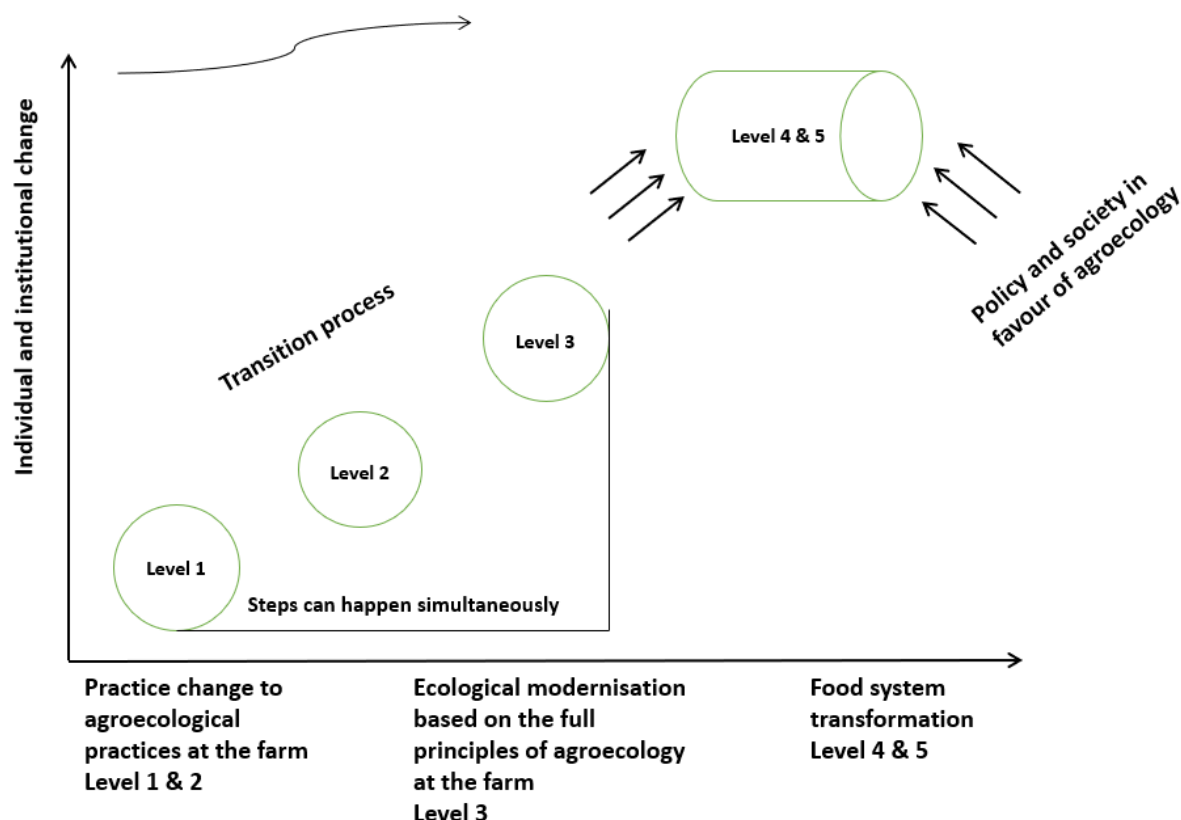 Individual and institutional change
Level 4 & 5
Policy and society in
favour of agroecology
Transition process
Level 3
Level 2
Level 1
Steps can happen simultaneously
Practice change to
agroecological
practices at the farm
Level 1 & 2
Ecological modernisation
based on the full
principles of agroecology
at the farm
Level 3
Food system
transformation
Level 4 & 5